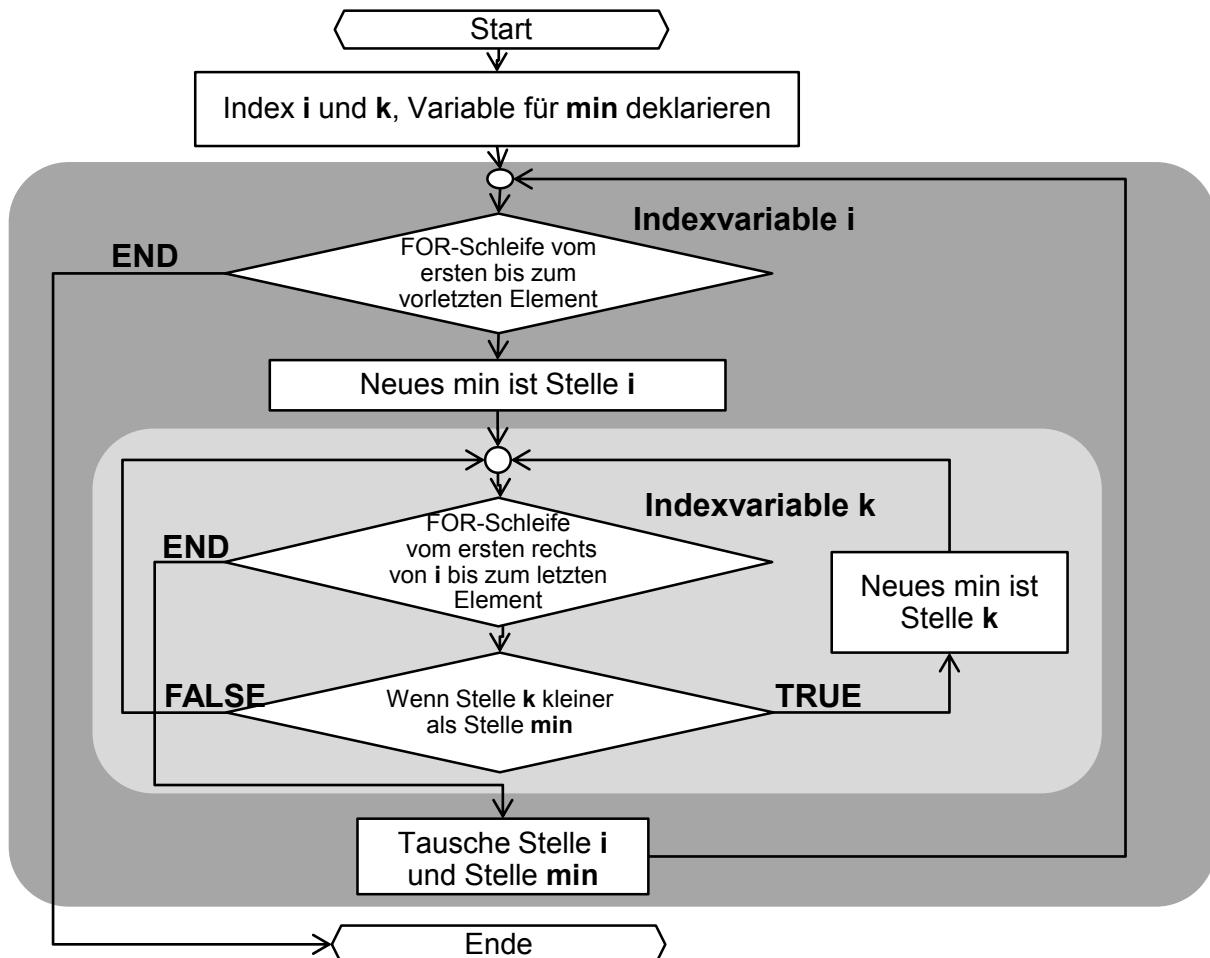 Start
Index i und k, Variable für min deklarieren
Indexvariable i
END
FOR-Schleife vom
ersten bis zum
vorletzten Element
Neues min ist Stelle i
Indexvariable k
END
FOR-Schleife
vom ersten rechts
von i bis zum letzten
Element
Neues min ist
Stelle k
FALSE
Wenn Stelle k kleiner
als Stelle min
TRUE
Tausche Stelle i
und Stelle min
Ende